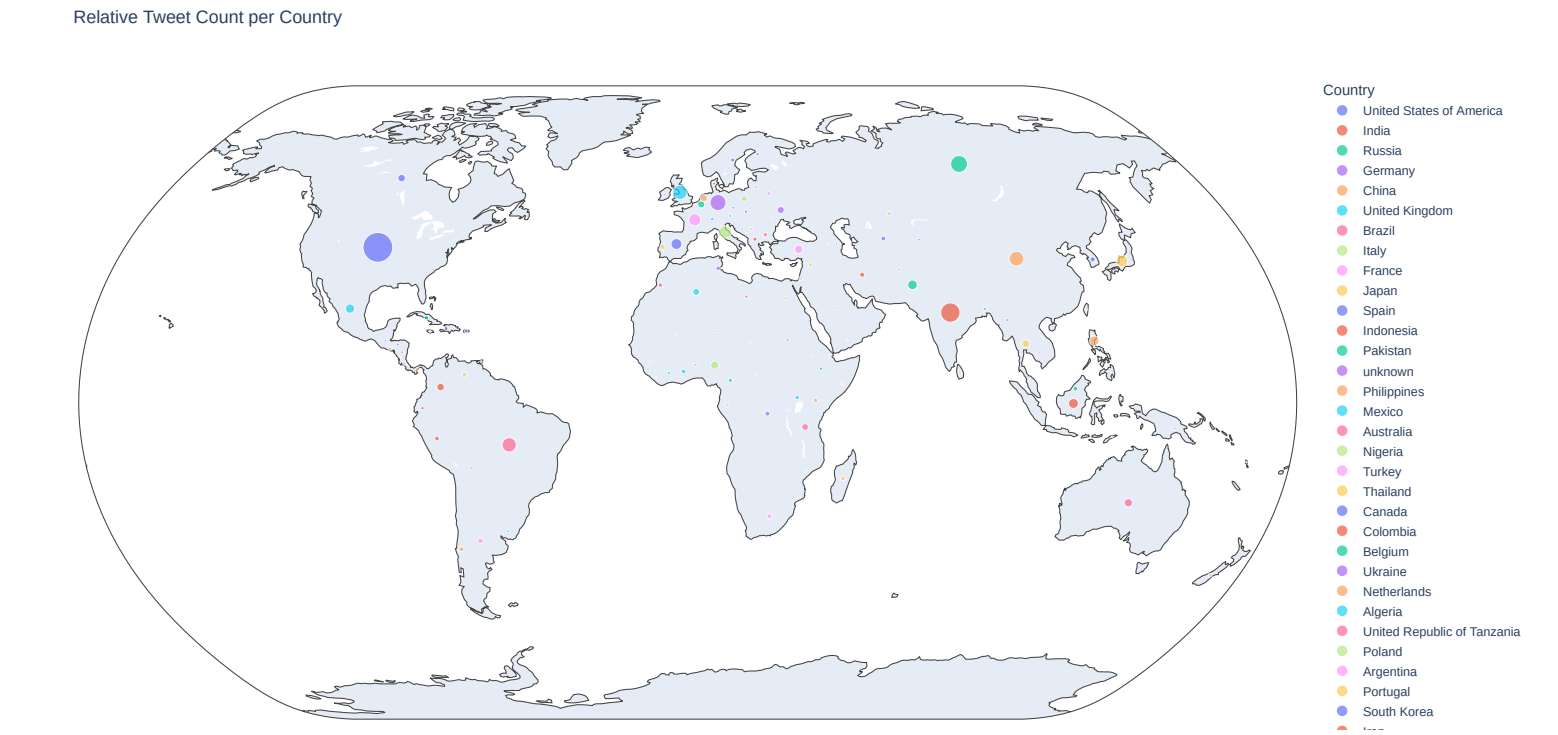 Relative Tweet Count per Country
Country
United States of America
India
Russia
Germany
China
United Kingdom
Brazil
Italy
France
Japan
Spain
Indonesia
Pakistan
unknown
Philippines
Mexico
Australia
Nigeria
Turkey
Thailand
Canada
Colombia
Belgium
Ukraine
Netherlands
Algeria
United Republic of Tanzania
Poland
Argentina
Portugal
South Korea